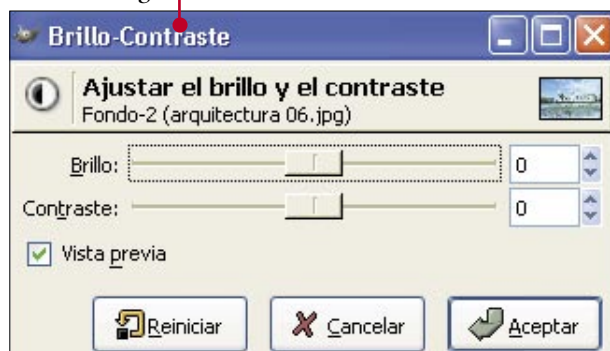 Brillo-Contraste
Ajustar el brillo y el contraste
Fondo-2 (arquitectura 06.jpg)
Brillo: 0
Contraste: 0
Vista previa
Reiniciar Cancelar Aceptar